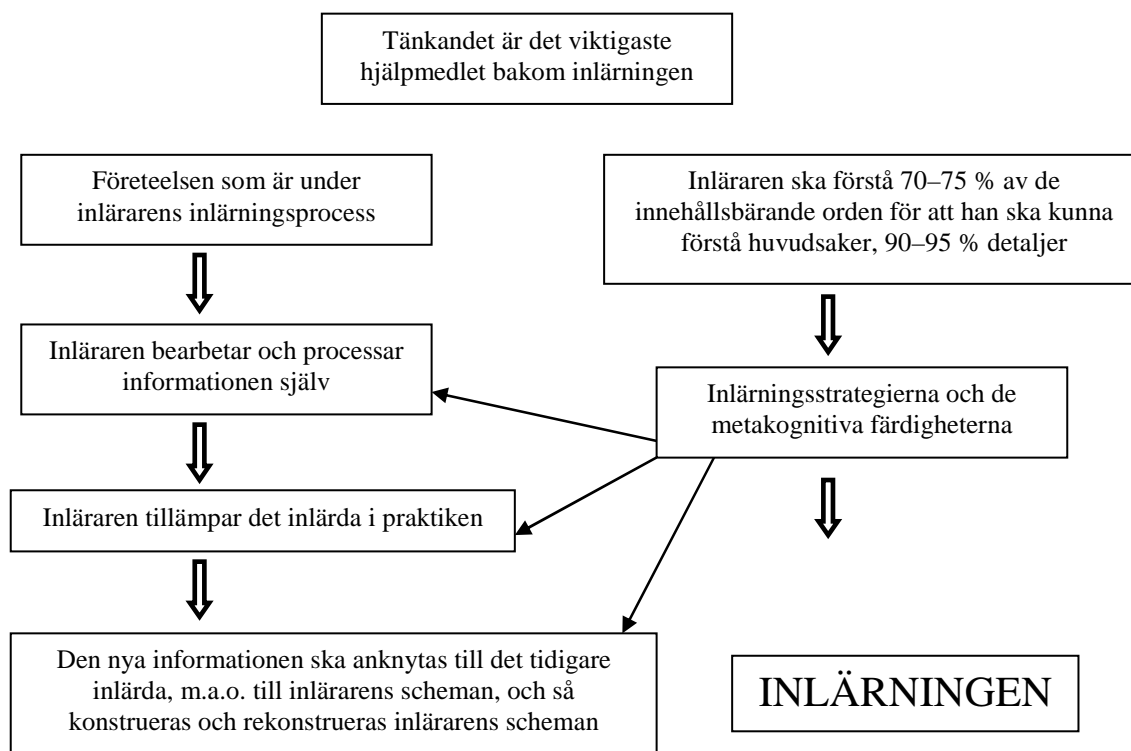 Tänkandet är det viktigaste
hjälpmedlet bakom inlärningen
Företeelsen som är under
inlärarens inlärningsprocess
Inläraren ska förstå 70–75 % av de
innehållsbärande orden för att han ska kunna
förstå huvudsaker, 90–95 % detaljer
Inläraren bearbetar och processar
informationen själv
Inlärningsstrategierna och de
metakognitiva färdigheterna
Inläraren tillämpar det inlärda i praktiken
Den nya informationen ska anknytas till det tidigare
inlärda, m.a.o. till inlärarens scheman, och så
konstrueras och rekonstrueras inlärarens scheman
INLÄRNINGEN